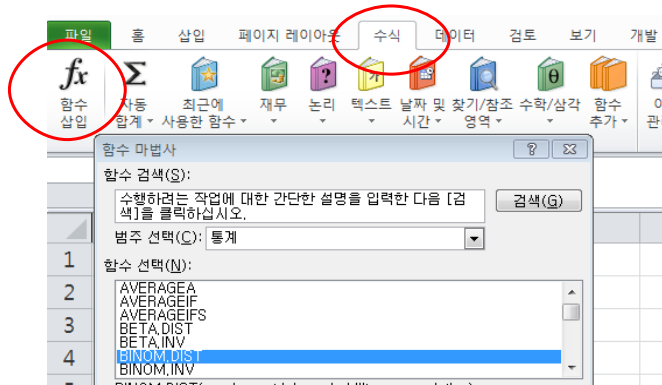 파일 홈 삽입 페이지 레이아웃 수식 데이터 검토 보기 개발
fx Σ ? 가 θ
함수 삽입
자동 합계
최근에 사용한 함수
재무
논리
텍스트
날짜 및 시간
찾기/참조 영역
수학/삼각
함수 추가
함수 마법사
함수 검색(S):
수행하려는 작업에 대한 간단한 설명을 입력한 다음 [검
색]을 클릭하십시오.
검색(G)
범주 선택(C): 통계
함수 선택(N):
1
2
3
4
AVERAGEA
AVERAGEIF
AVERAGEIFS
BETA.DIST
BETA.INV
BINOM.DIST
BINOM.INV